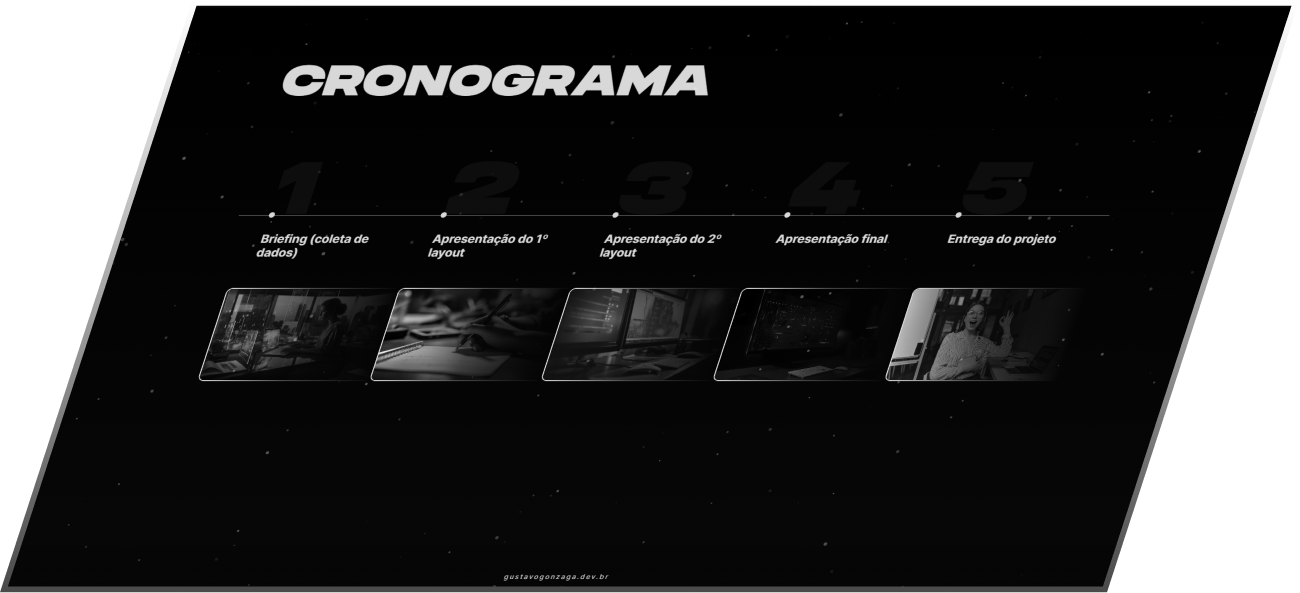 CRONOGRAMA
1 2 3 4 5
Briefing (coleta de
dados)
Apresentação do 1º
layout
Apresentação do 2º
layout
Apresentação final
Entrega do projeto
gustavogonzaga.dev.br